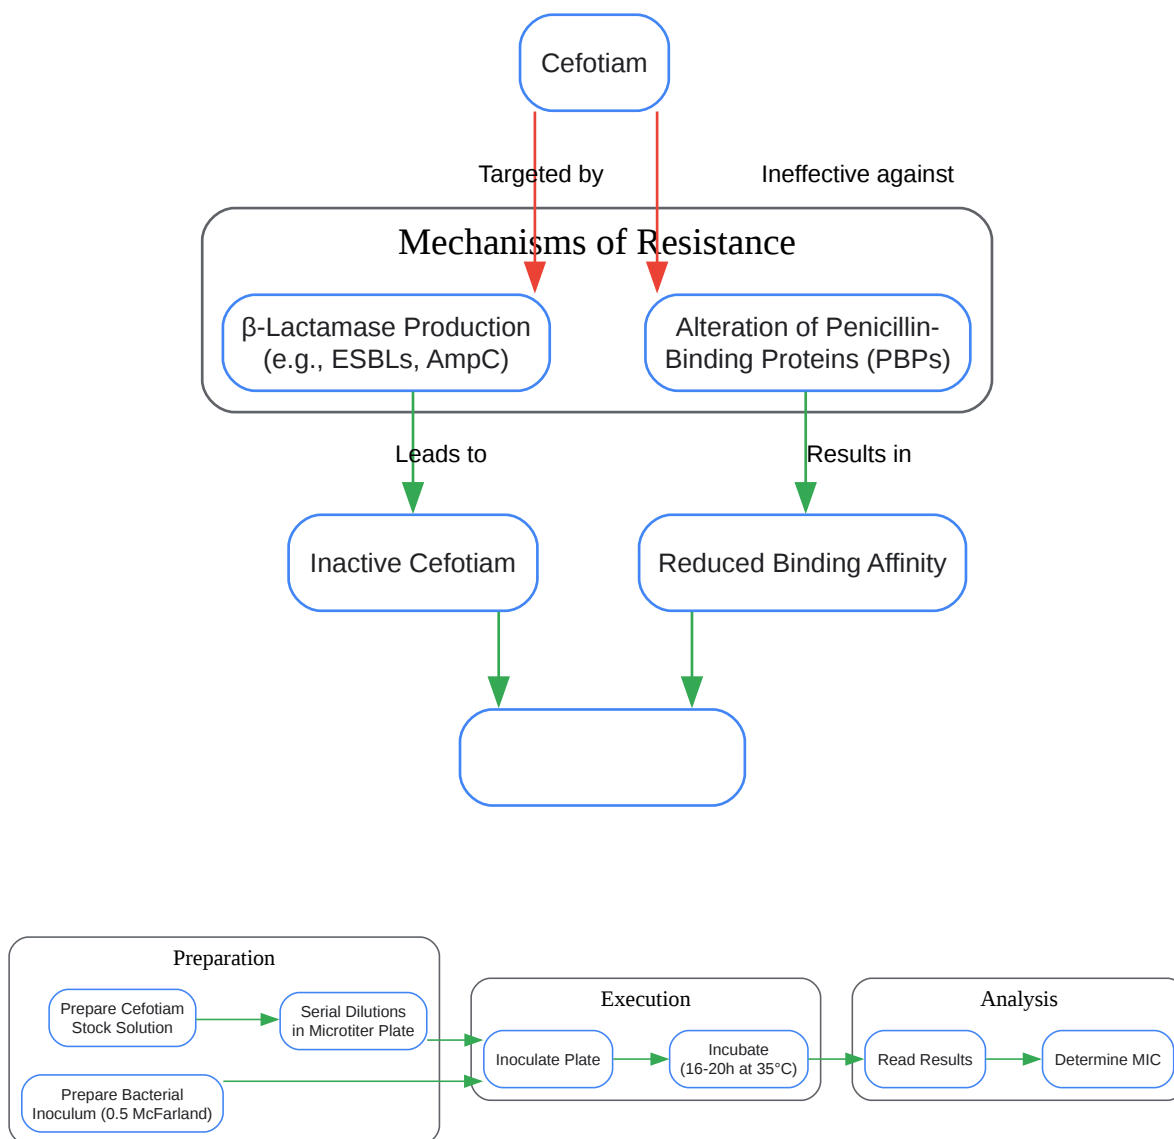 Cefotiam
Targeted by
Ineffective against
Mechanisms of Resistance
β-Lactamase Production
(e.g., ESBLs, AmpC)
Alteration of Penicillin-
Binding Proteins (PBPs)
Leads to
Results in
Inactive Cefotiam
Reduced Binding Affinity
Preparation
Prepare Cefotiam
Stock Solution
Serial Dilutions
in Microtiter Plate
Prepare Bacterial
Inoculum (0.5 McFarland)
Execution
Inoculate Plate
Incubate
(16-20h at 35°C)
Analysis
Read Results
Determine MIC